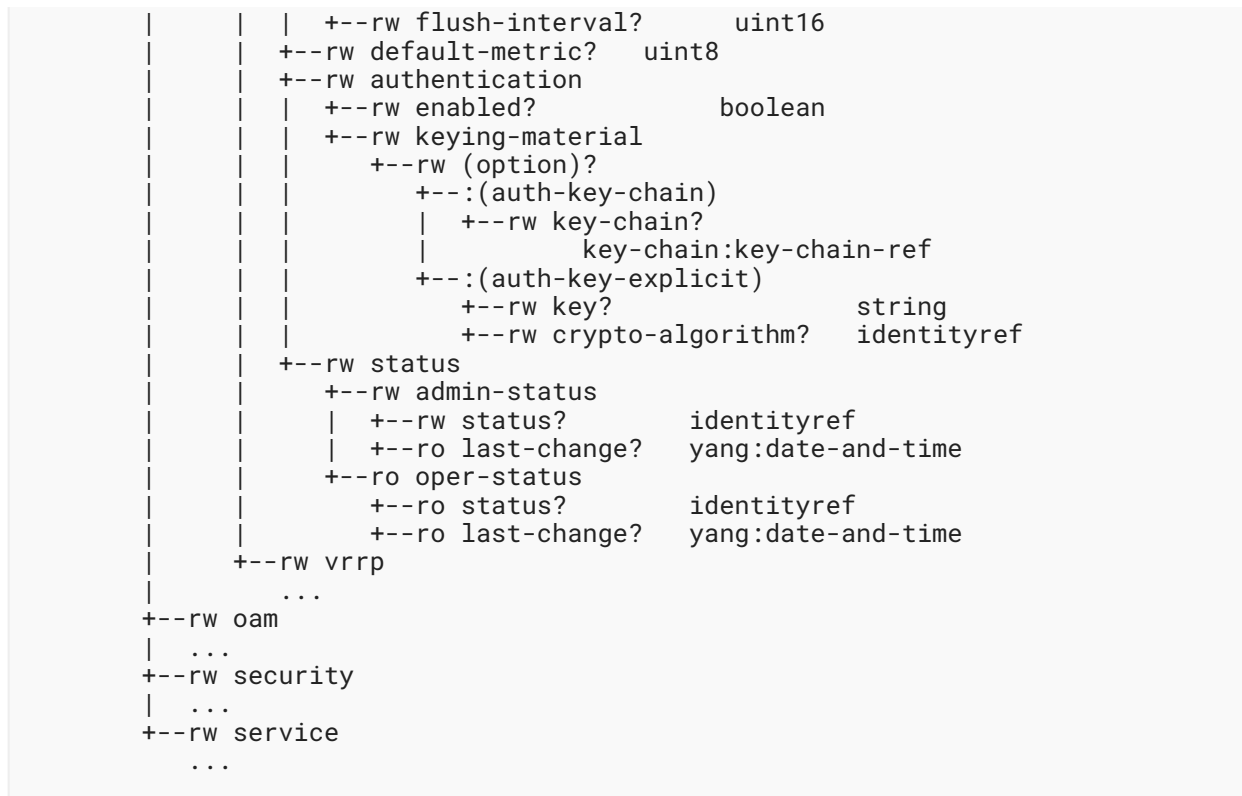 |     |  |  +--rw flush-interval?      uint16
|     |  +--rw default-metric?   uint8
|     |  +--rw authentication
|     |  |  +--rw enabled?            boolean
|     |  |  +--rw keying-material
|     |  |     +--rw (option)?
|     |  |        +--:(auth-key-chain)
|     |  |        |  +--rw key-chain?
|     |  |        |          key-chain:key-chain-ref
|     |  |        +--:(auth-key-explicit)
|     |  |           +--rw key?                string
|     |  |           +--rw crypto-algorithm?   identityref
|     |  +--rw status
|     |     +--rw admin-status
|     |     |  +--rw status?        identityref
|     |     |  +--ro last-change?   yang:date-and-time
|     |     +--ro oper-status
|     |        +--ro status?        identityref
|     |        +--ro last-change?   yang:date-and-time
|     +--rw vrrp
|        ...
+--rw oam
|  ...
+--rw security
|  ...
+--rw service
   ...